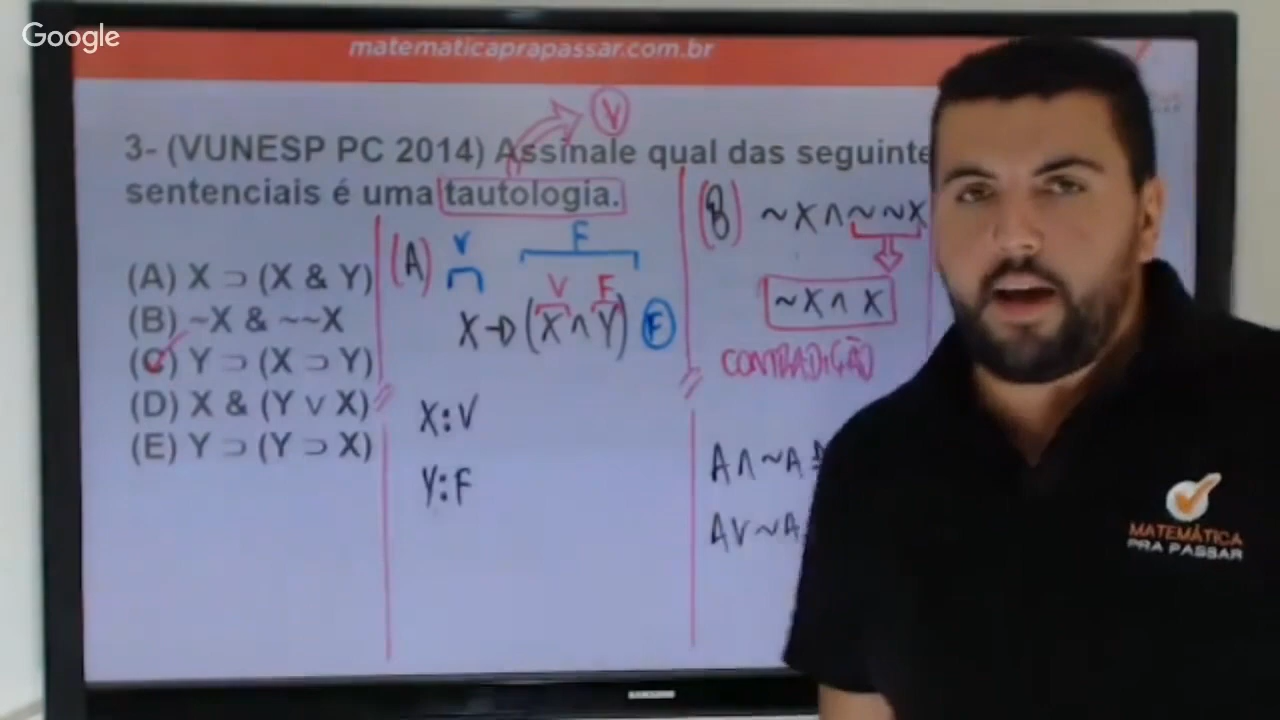 Google
matematicaprapassar.com.br
V
3- (VUNESP PC 2014) Assinale qual das seguinte
sentenciais é uma tautologia.
(A) X ⊃ (X & Y)
(B) ~X & ~~X
(C) Y ⊃ (X ⊃ Y)
(D) X & (Y v X)
(E) Y ⊃ (Y ⊃ X)
(A)
V
F
V F
X→(X∧Y) F
X:V
Y:F
(B) ~X∧~~X
~X∧X
CONTRADIÇÃO
A∧~A
A∨~A
MATEMÁTICA
PRA PASSAR